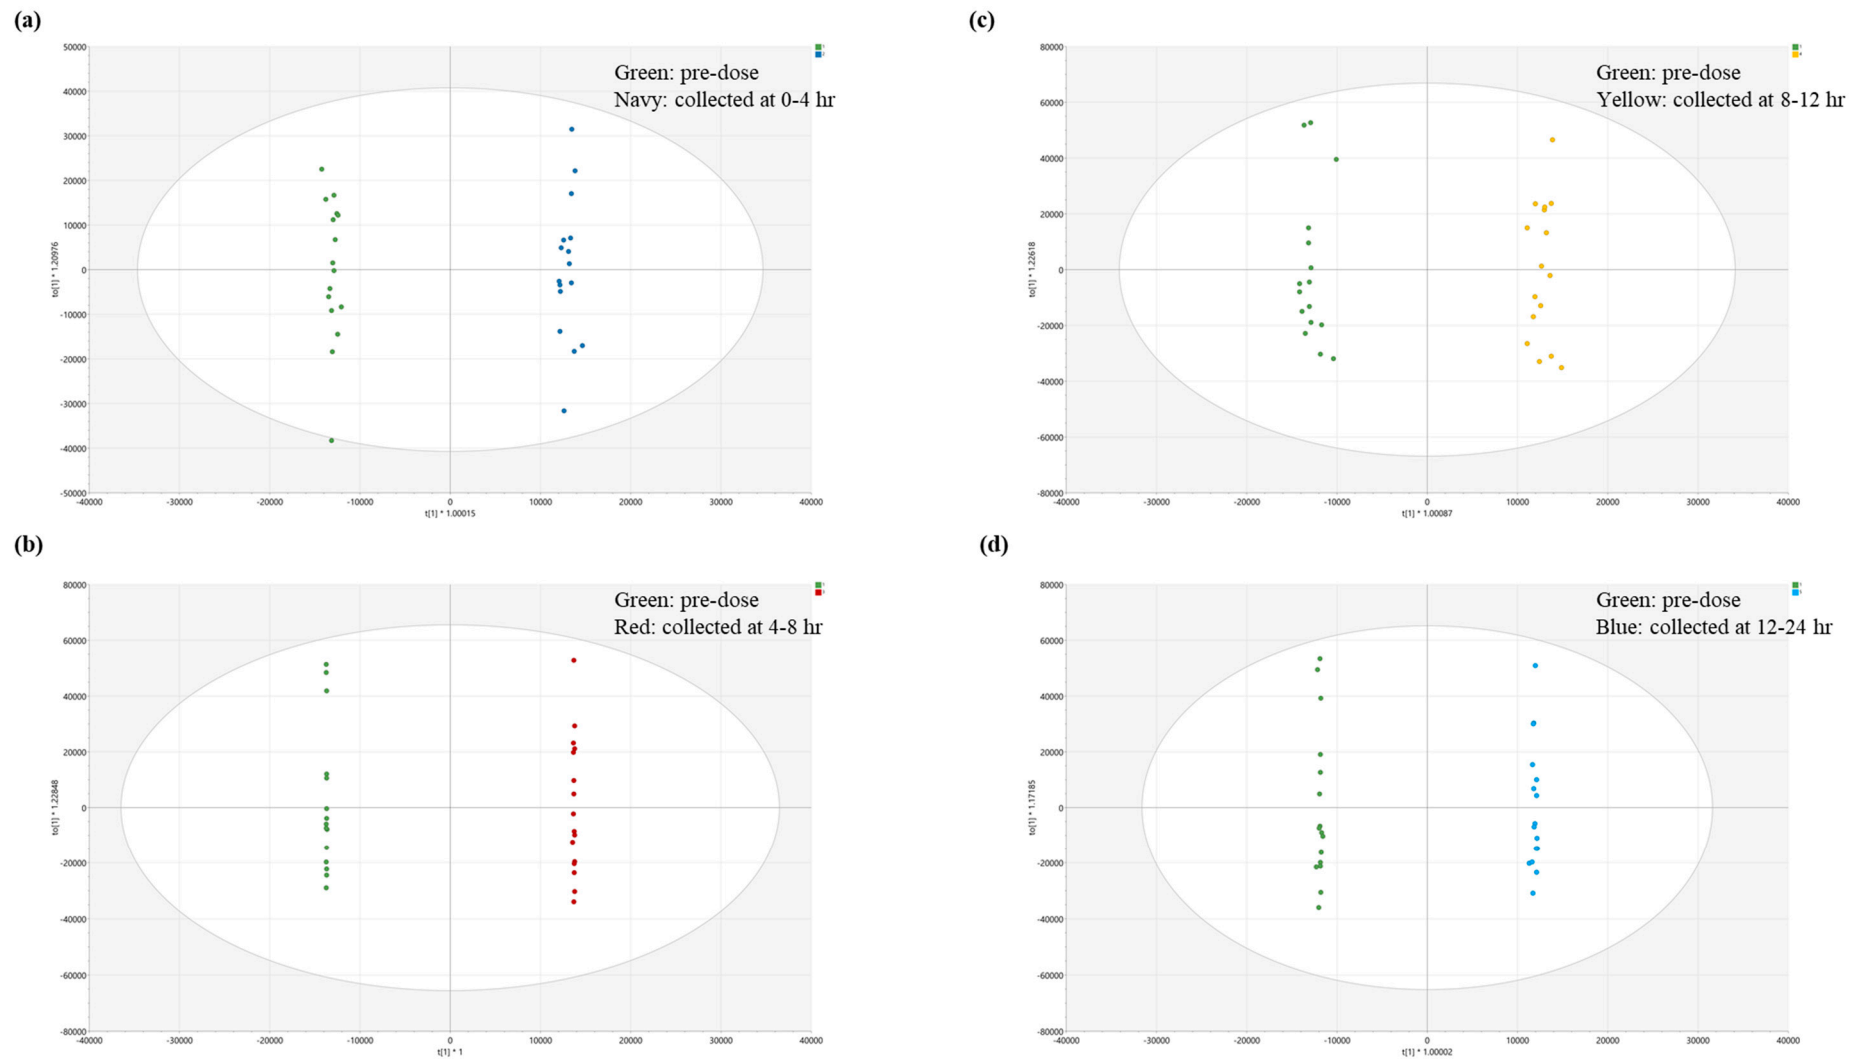 (a)
50000
40000
30000
20000
10000
0
-10000
-20000
-30000
-40000
-50000
to[1] * 1.20976
-40000 -30000 -20000 -10000 0 10000 20000 30000 40000
t[1] * 1.00015
Green: pre-dose
Navy: collected at 0-4 hr
(c)
80000
60000
40000
20000
0
-20000
-40000
-60000
-80000
to[1] * 1.22618
-40000 -30000 -20000 -10000 0 10000 20000 30000 40000
t[1] * 1.00087
Green: pre-dose
Yellow: collected at 8-12 hr
(b)
80000
60000
40000
20000
0
-20000
-40000
-60000
-80000
to[1] * 1.22848
-40000 -30000 -20000 -10000 0 10000 20000 30000 40000
t[1] * 1
Green: pre-dose
Red: collected at 4-8 hr
(d)
80000
60000
40000
20000
0
-20000
-40000
-60000
-80000
to[1] * 1.17185
-40000 -30000 -20000 -10000 0 10000 20000 30000 40000
t[1] * 1.00002
Green: pre-dose
Blue: collected at 12-24 hr